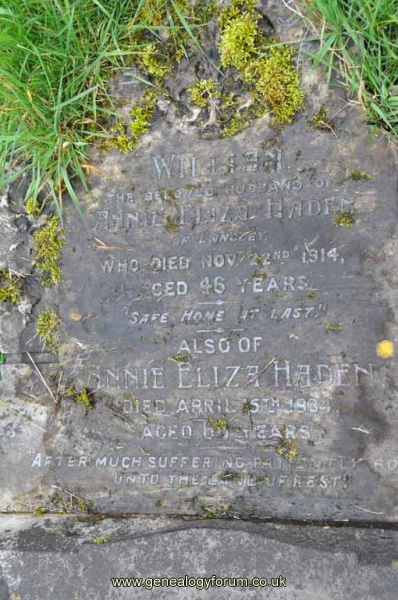 WILLIAM
THE BELOVED HUSBAND OF
ANNIE ELIZA HADEN
OF LANGLEY.
WHO DIED NOVR 22ND 1914,
AGED 46 YEARS.
"SAFE HOME AT LAST."
ALSO OF
ANNIE ELIZA HADEN
DIED APRIL 5TH
AGED YEARS.
"AFTER MUCH SUFFERING PATIENTLY
UNTO THE LAND OF REST."
www.genealogyforum.co.uk